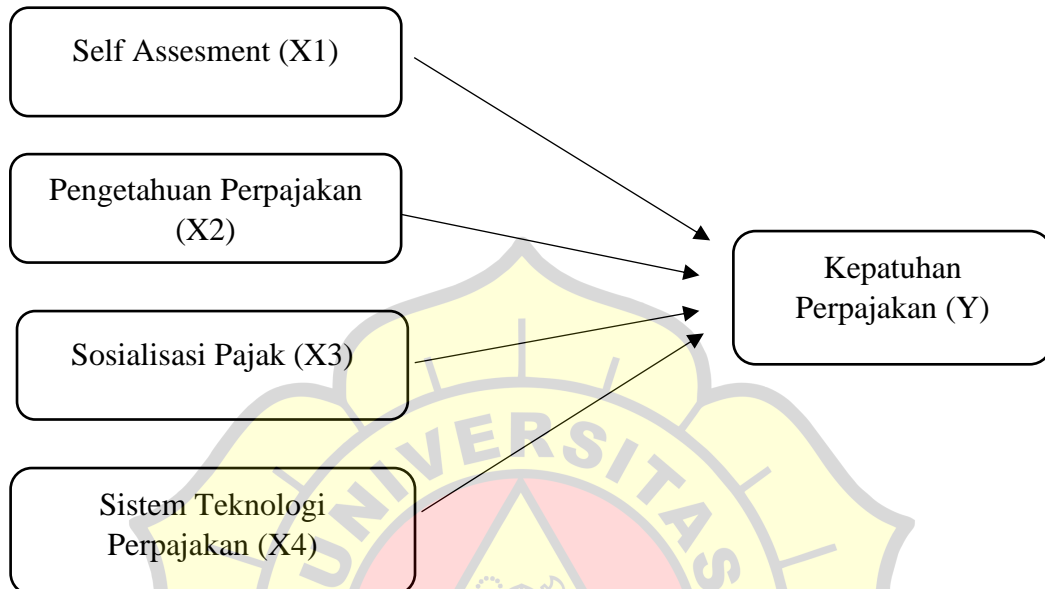 Self Assesment (X1)
Pengetahuan Perpajakan
(X2)
Kepatuhan
Perpajakan (Y)
Sosialisasi Pajak (X3)
Sistem Teknologi
Perpajakan (X4)
UNIVERSITAS